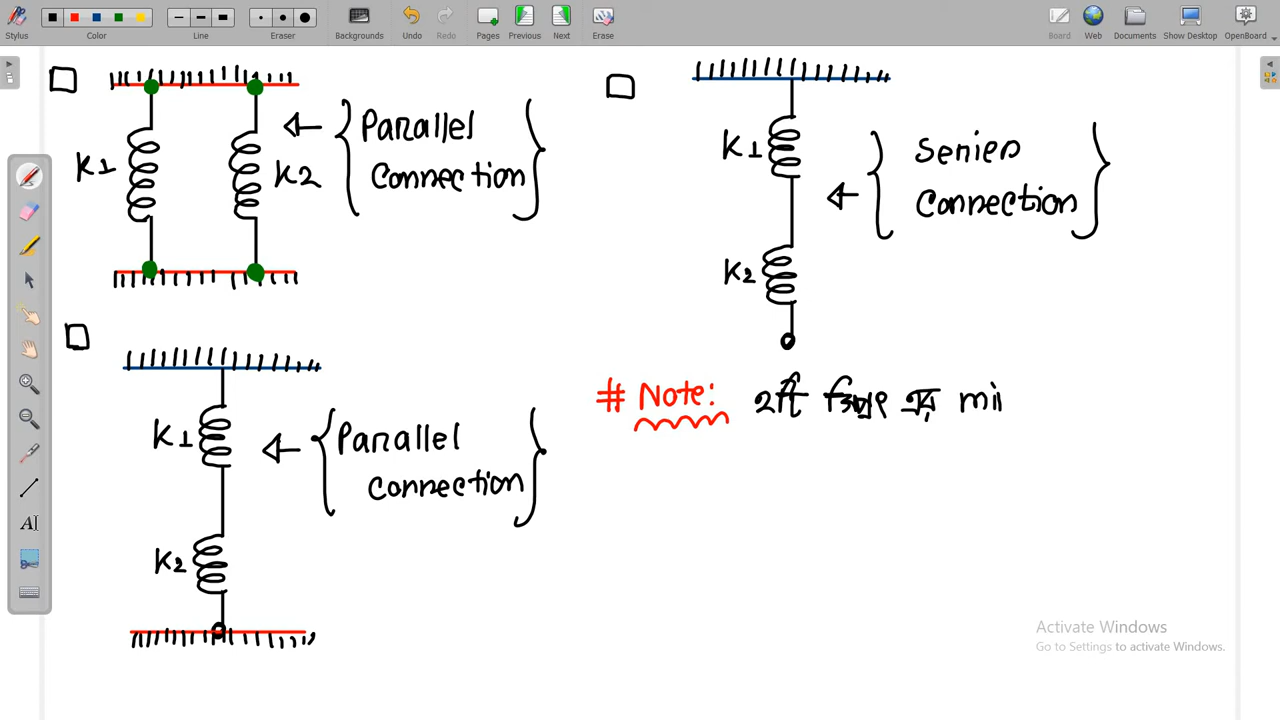 Stylus
Color
Line
Eraser
Backgrounds
Undo
Redo
Pages
Previous
Next
Erase
Board
Web
Documents
Show Desktop
OpenBoard
K1
K2
Parallel
Connection
K1
K2
Series
Connection
K1
K2
Parallel
connection
# Note:
Activate Windows
Go to Settings to activate Windows.